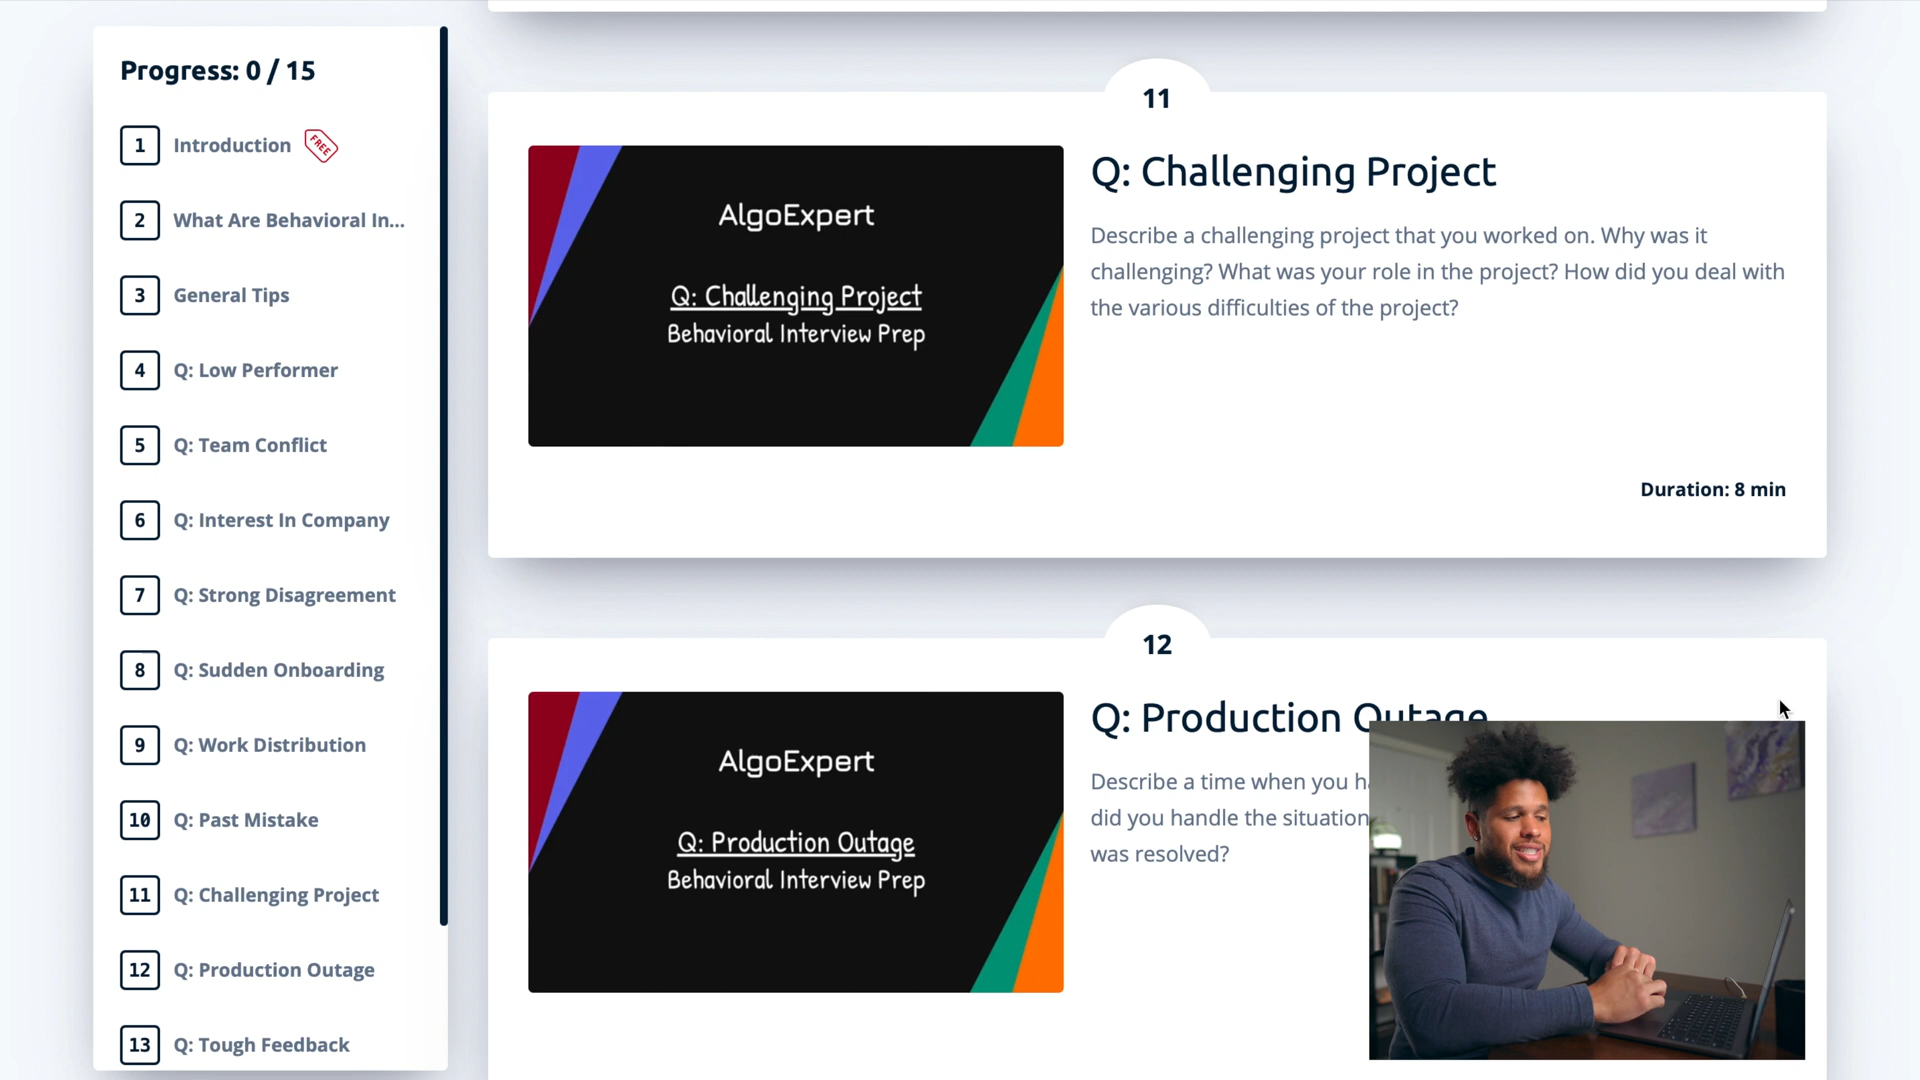 Progress: 0 / 15
1 Introduction FREE
2 What Are Behavioral In...
3 General Tips
4 Q: Low Performer
5 Q: Team Conflict
6 Q: Interest In Company
7 Q: Strong Disagreement
8 Q: Sudden Onboarding
9 Q: Work Distribution
10 Q: Past Mistake
11 Q: Challenging Project
12 Q: Production Outage
13 Q: Tough Feedback
11
AlgoExpert
Q: Challenging Project
Behavioral Interview Prep
Q: Challenging Project
Describe a challenging project that you worked on. Why was it
challenging? What was your role in the project? How did you deal with
the various difficulties of the project?
Duration: 8 min
12
AlgoExpert
Q: Production Outage
Behavioral Interview Prep
Q: Production Outage
Describe a time when you
did you handle the situation
was resolved?